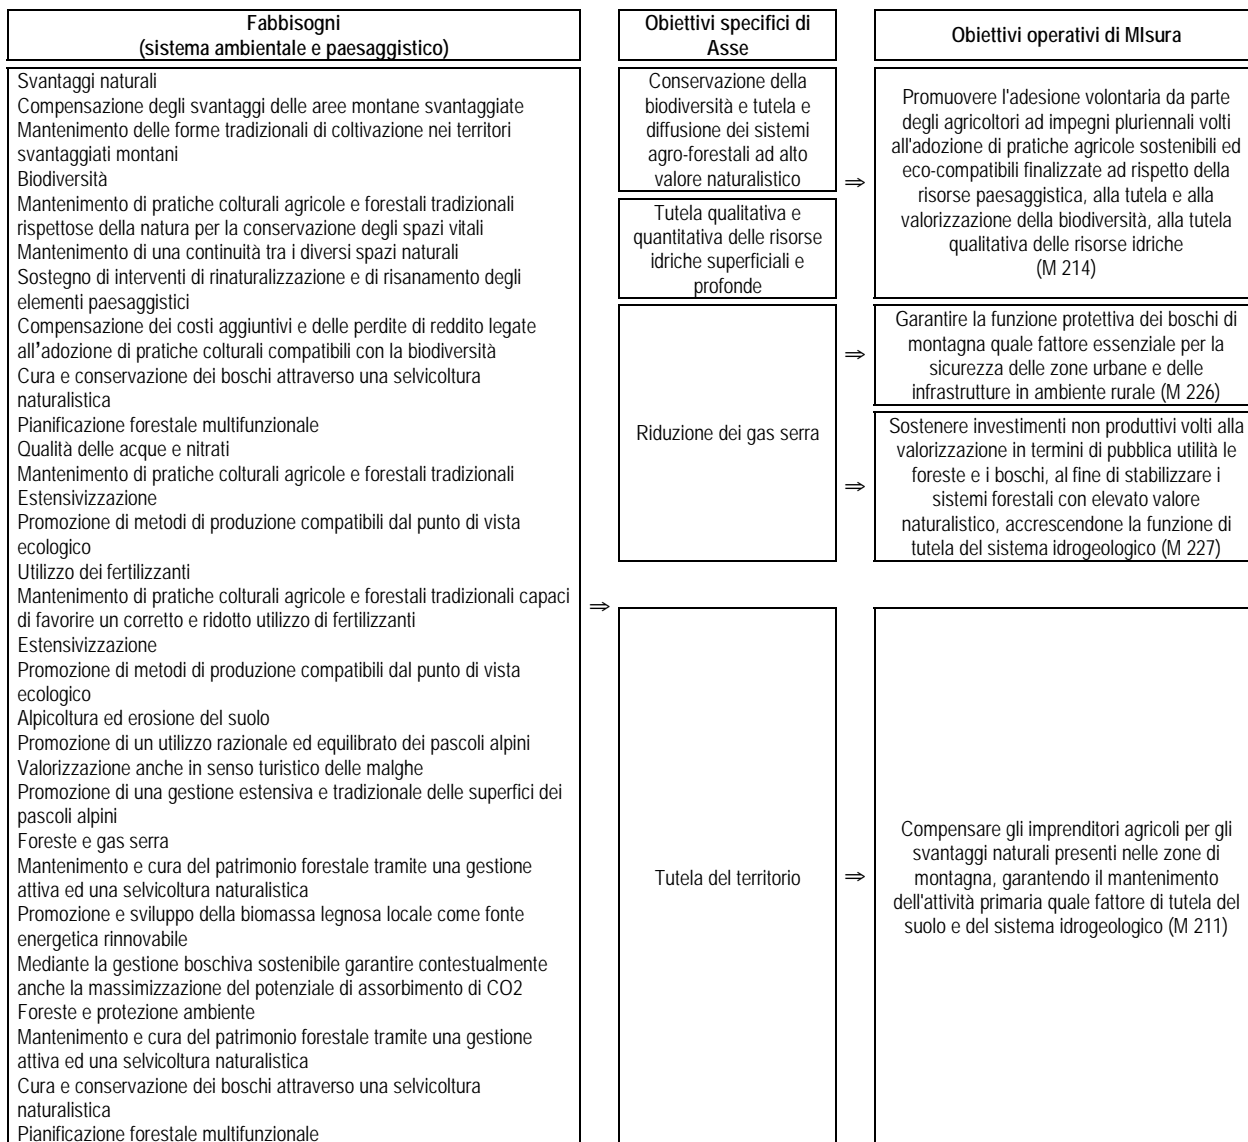 Fabbisogni
(sistema ambientale e paesaggistico)
Svantaggi naturali
Compensazione degli svantaggi delle aree montane svantaggiate
Mantenimento delle forme tradizionali di coltivazione nei territori
svantaggiati montani
Biodiversità
Mantenimento di pratiche colturali agricole e forestali tradizionali
rispettose della natura per la conservazione degli spazi vitali
Mantenimento di una continuità tra i diversi spazi naturali
Sostegno di interventi di rinaturalizzazione e di risanamento degli
elementi paesaggistici
Compensazione dei costi aggiuntivi e delle perdite di reddito legate
all'adozione di pratiche colturali compatibili con la biodiversità
Cura e conservazione dei boschi attraverso una selvicoltura
naturalistica
Pianificazione forestale multifunzionale
Qualità delle acque e nitrati
Mantenimento di pratiche colturali agricole e forestali tradizionali
Estensivizzazione
Promozione di metodi di produzione compatibili dal punto di vista
ecologico
Utilizzo dei fertilizzanti
Mantenimento di pratiche colturali agricole e forestali tradizionali capaci
di favorire un corretto e ridotto utilizzo di fertilizzanti
Estensivizzazione
Promozione di metodi di produzione compatibili dal punto di vista
ecologico
Alpicoltura ed erosione del suolo
Promozione di un utilizzo razionale ed equilibrato dei pascoli alpini
Valorizzazione anche in senso turistico delle malghe
Promozione di una gestione estensiva e tradizionale delle superfici dei
pascoli alpini
Foreste e gas serra
Mantenimento e cura del patrimonio forestale tramite una gestione
attiva ed una selvicoltura naturalistica
Promozione e sviluppo della biomassa legnosa locale come fonte
energetica rinnovabile
Mediante la gestione boschiva sostenibile garantire contestualmente
anche la massimizzazione del potenziale di assorbimento di CO2
Foreste e protezione ambiente
Mantenimento e cura del patrimonio forestale tramite una gestione
attiva ed una selvicoltura naturalistica
Cura e conservazione dei boschi attraverso una selvicoltura
naturalistica
Pianificazione forestale multifunzionale
⇒
Obiettivi specifici di
Asse
Conservazione della
biodiversità e tutela e
diffusione dei sistemi
agro-forestali ad alto
valore naturalistico
Tutela qualitativa e
quantitativa delle risorse
idriche superficiali e
profonde
Riduzione dei gas serra
Tutela del territorio
⇒
⇒
⇒
⇒
Obiettivi operativi di MIsura
Promuovere l'adesione volontaria da parte
degli agricoltori ad impegni pluriennali volti
all'adozione di pratiche agricole sostenibili ed
eco-compatibili finalizzate ad rispetto della
risorse paesaggistica, alla tutela e alla
valorizzazione della biodiversità, alla tutela
qualitativa delle risorse idriche
(M 214)
Garantire la funzione protettiva dei boschi di
montagna quale fattore essenziale per la
sicurezza delle zone urbane e delle
infrastrutture in ambiente rurale (M 226)
Sostenere investimenti non produttivi volti alla
valorizzazione in termini di pubblica utilità le
foreste e i boschi, al fine di stabilizzare i
sistemi forestali con elevato valore
naturalistico, accrescendone la funzione di
tutela del sistema idrogeologico (M 227)
Compensare gli imprenditori agricoli per gli
svantaggi naturali presenti nelle zone di
montagna, garantendo il mantenimento
dell'attività primaria quale fattore di tutela del
suolo e del sistema idrogeologico (M 211)